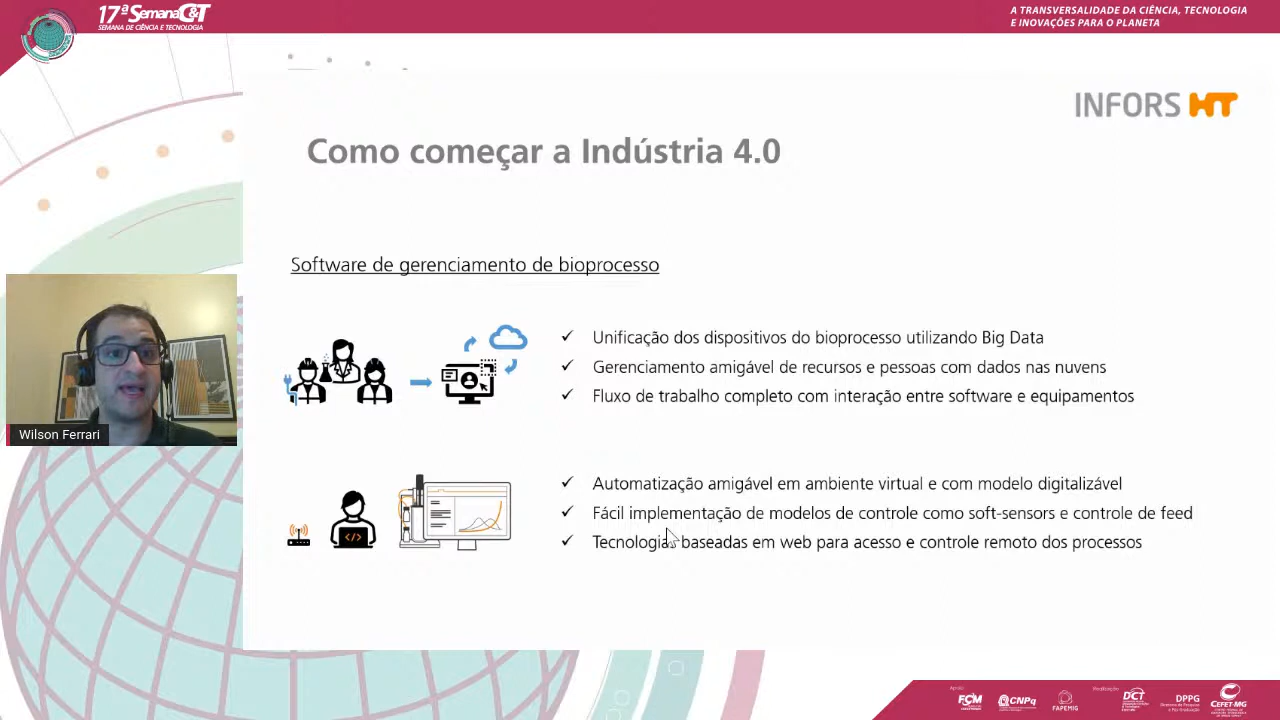 17ª SemanaC&T
SEMANA DE CIÊNCIA E TECNOLOGIA
A TRANSVERSALIDADE DA CIÊNCIA, TECNOLOGIA
E INOVAÇÕES PARA O PLANETA
INFORS HT
Como começar a Indústria 4.0
Software de gerenciamento de bioprocesso
✓ Unificação dos dispositivos do bioprocesso utilizando Big Data
✓ Gerenciamento amigável de recursos e pessoas com dados nas nuvens
✓ Fluxo de trabalho completo com interação entre software e equipamentos
</>
✓ Automatização amigável em ambiente virtual e com modelo digitalizável
✓ Fácil implementação de modelos de controle como soft-sensors e controle de feed
✓ Tecnologias baseadas em web para acesso e controle remoto dos processos
Wilson Ferrari
Apoio:
FCM
CNPq
FAPEMIG
Realização:
DCT
DPPG
CEFET-MG